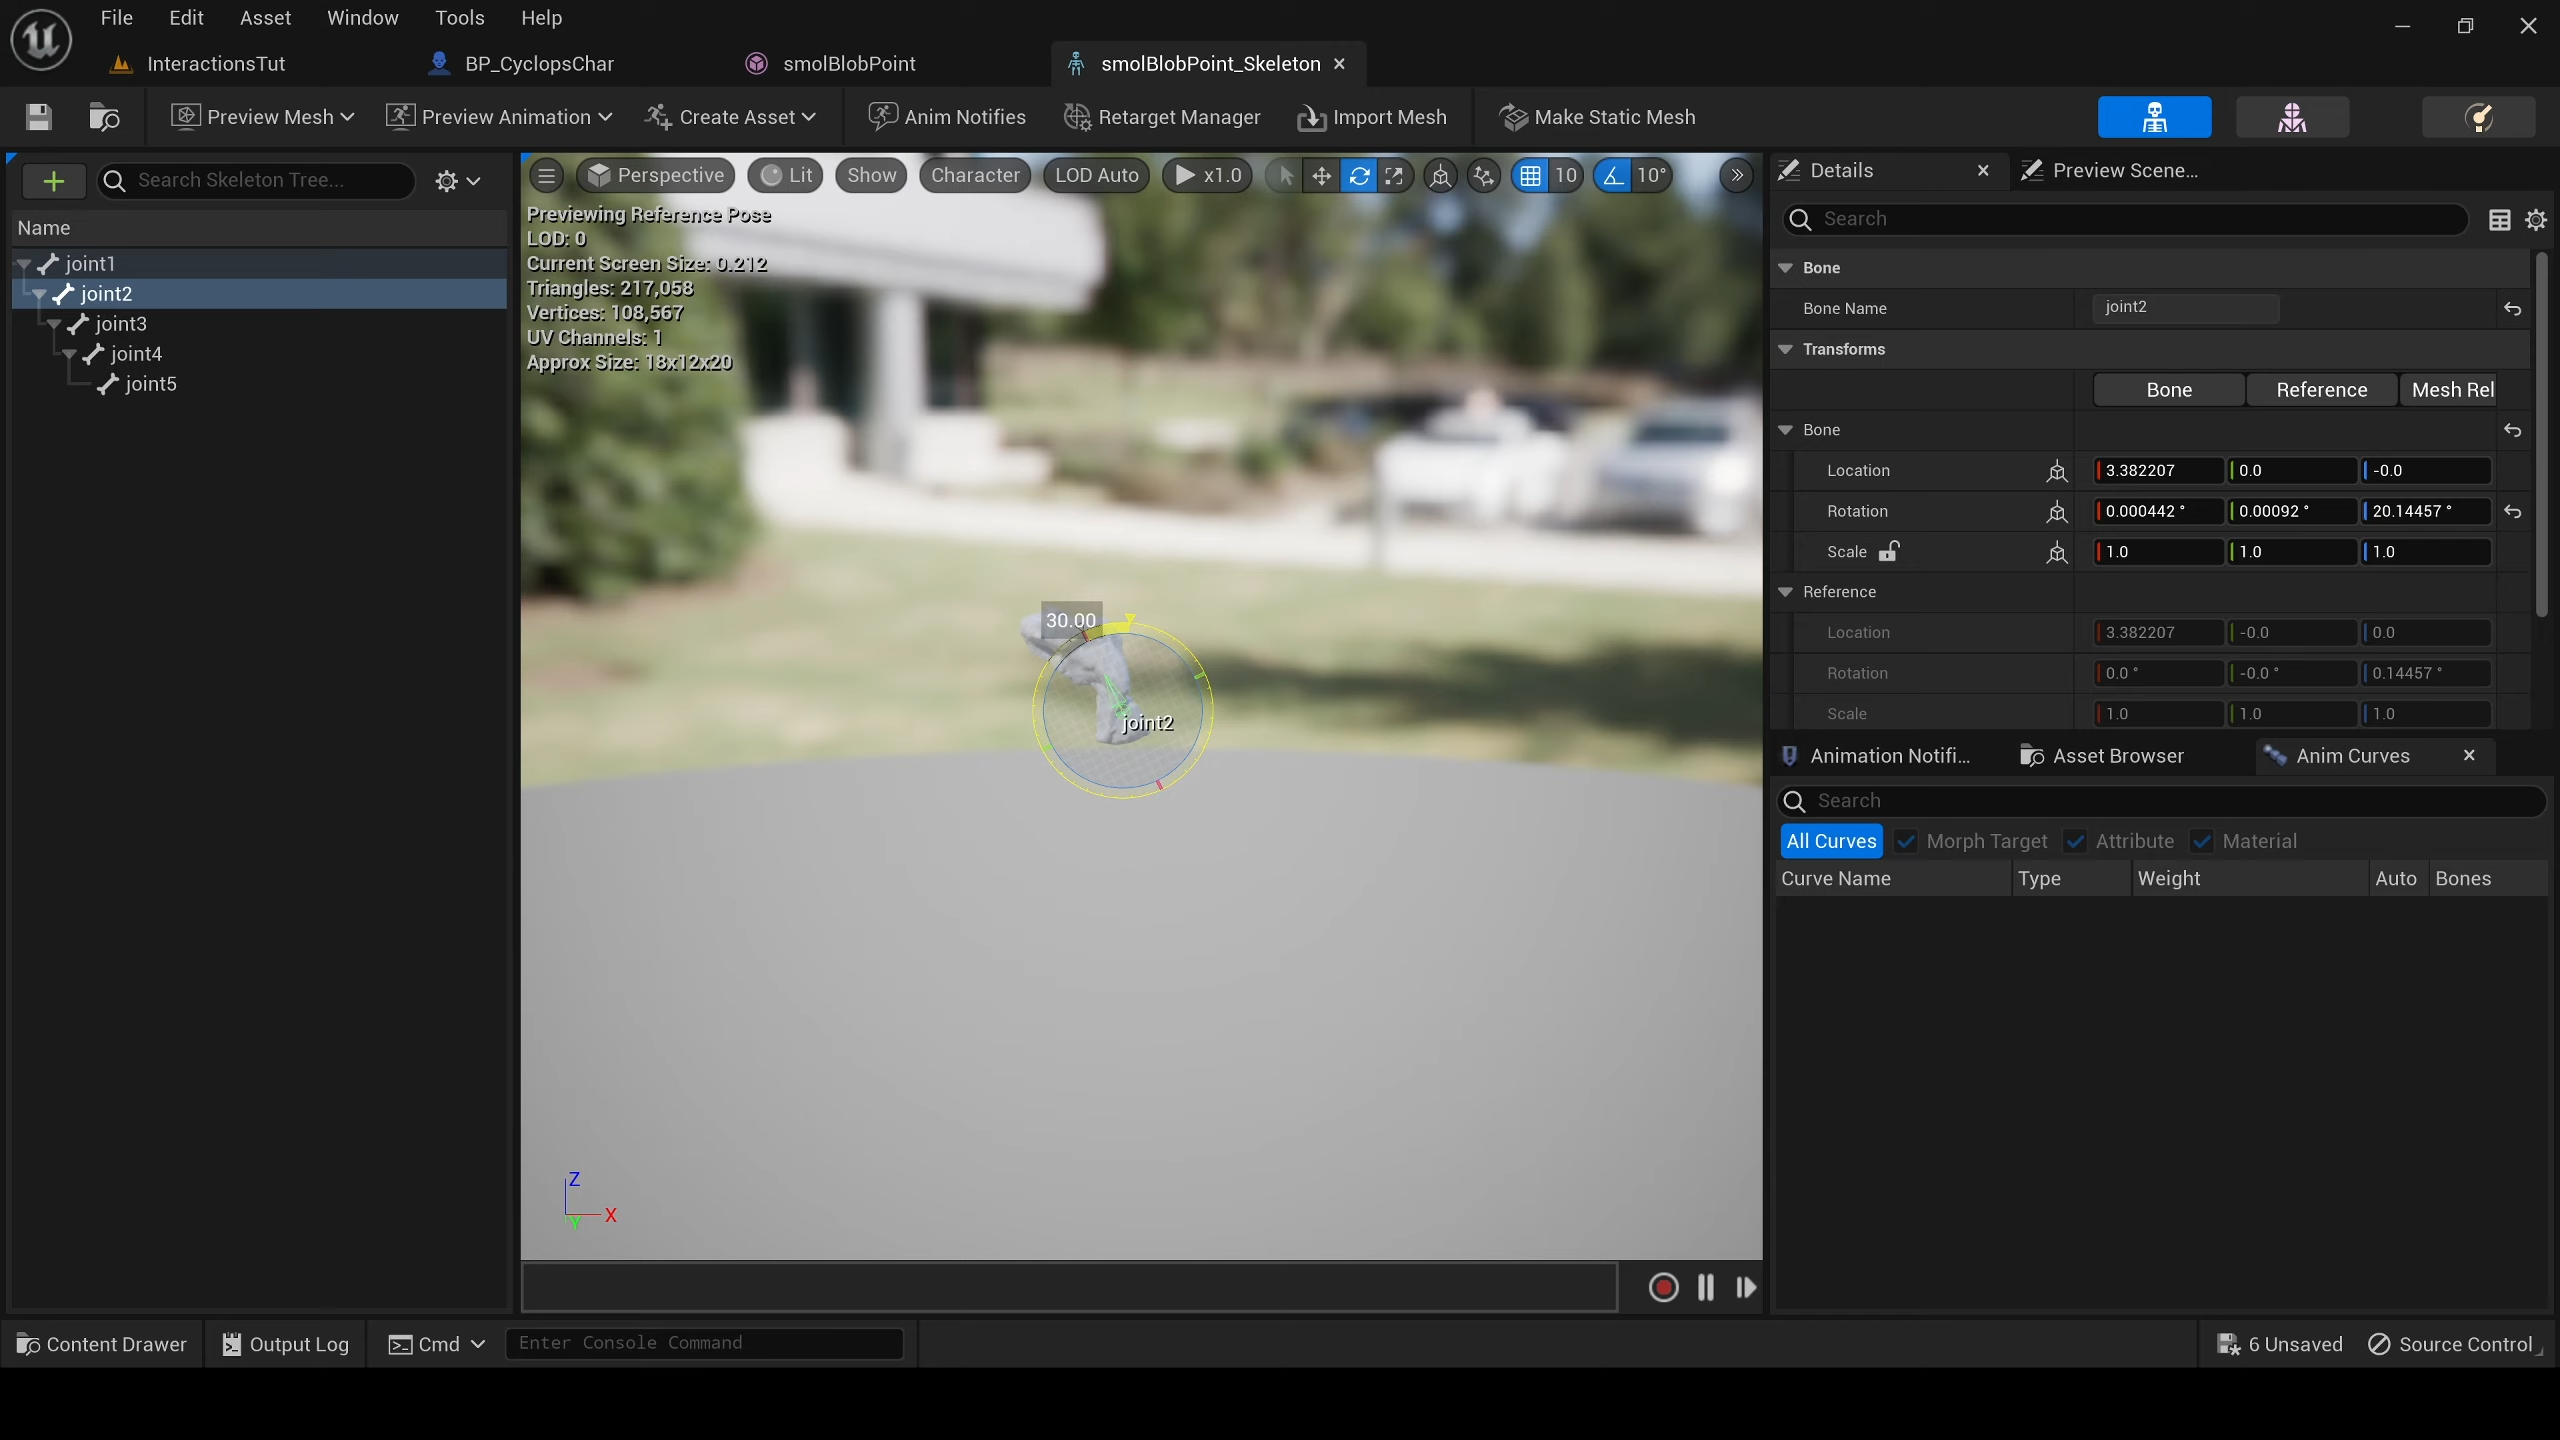 File Edit Asset Window Tools Help
InteractionsTut BP_CyclopsChar smolBlobPoint smolBlobPoint_Skeleton
Preview Mesh Preview Animation Create Asset Anim Notifies Retarget Manager Import Mesh Make Static Mesh
Search Skeleton Tree...
Name
joint1
joint2
joint3
joint4
joint5
Perspective Lit Show Character LOD Auto x1.0 10 10°
Previewing Reference Pose
LOD: 0
Current Screen Size: 0.212
Triangles: 217,058
Vertices: 108,567
UV Channels: 1
Approx Size: 18x12x20
30.00
joint2
Z
Y X
Details Preview Scene...
Search
Bone
Bone Name joint2
Transforms
Bone Reference Mesh Rel
Bone
Location 3.382207 0.0 -0.0
Rotation 0.000442 ° 0.00092 ° 20.14457 °
Scale 1.0 1.0 1.0
Reference
Location 3.382207 -0.0 0.0
Rotation 0.0 ° -0.0 ° 0.14457 °
Scale 1.0 1.0 1.0
Animation Notifi... Asset Browser Anim Curves
Search
All Curves Morph Target Attribute Material
Curve Name Type Weight Auto Bones
Content Drawer Output Log Cmd Enter Console Command 6 Unsaved Source Control